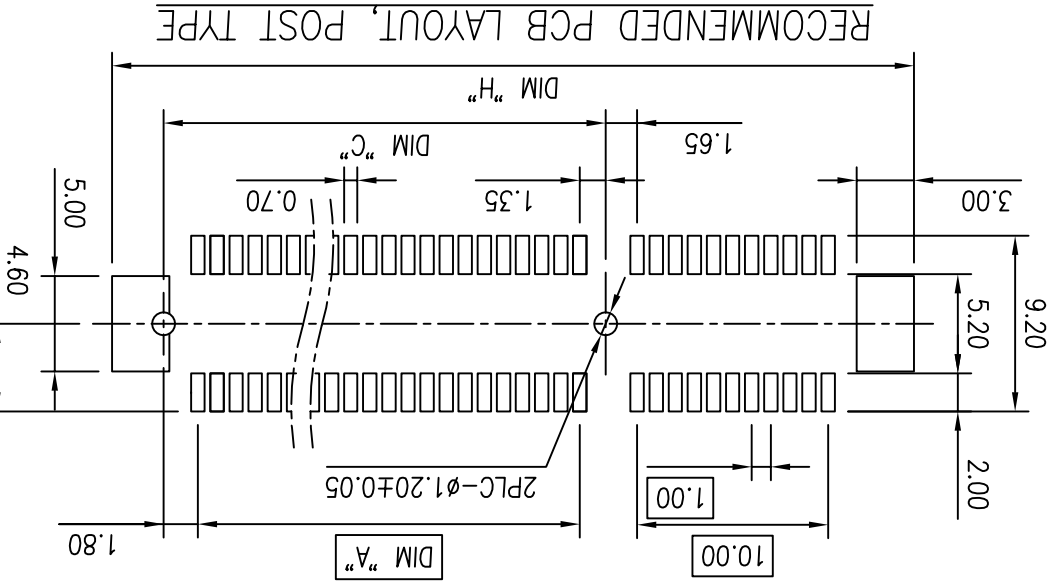 10.00
DIM "A"
1.80
1.00
2PLC-ø1.20±0.05
2.00
9.20
5.20
4.60
5.00
3.00
1.35
0.70
1.65
DIM "C"
DIM "H"
RECOMMENDED PCB LAYOUT, POST TYPE